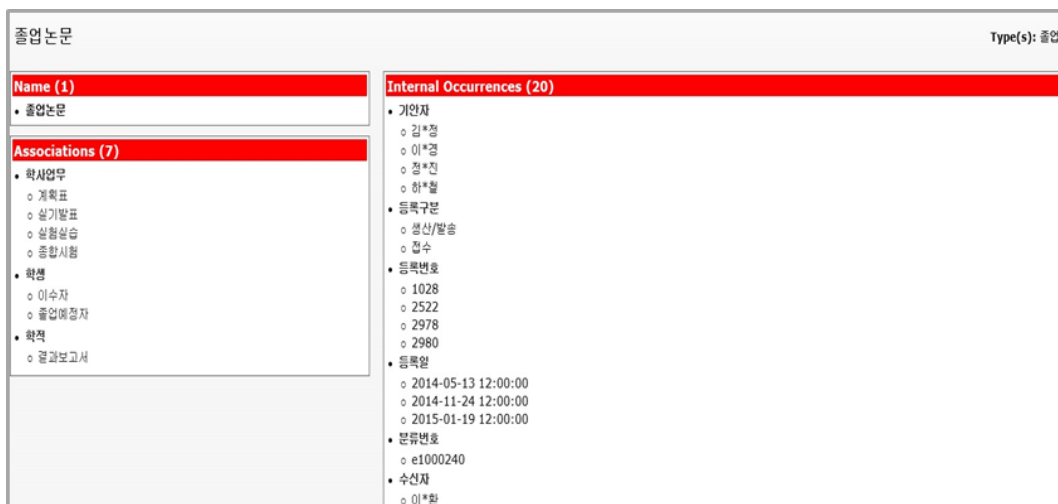 졸업논문
Type(s): 졸업
Name (1)
• 졸업논문
Associations (7)
• 학사업무
○ 계획표
○ 실기발표
○ 실험실습
○ 종합시험
• 학생
○ 이수자
○ 졸업예정자
• 학적
○ 결과보고서
Internal Occurrences (20)
• 기안자
○ 김*정
○ 이*경
○ 정*진
○ 하*철
• 등록구분
○ 생산/발송
○ 접수
• 등록번호
○ 1028
○ 2522
○ 2978
○ 2980
• 등록일
○ 2014-05-13 12:00:00
○ 2014-11-24 12:00:00
○ 2015-01-19 12:00:00
• 분류번호
○ e1000240
• 수신자
○ 이*환